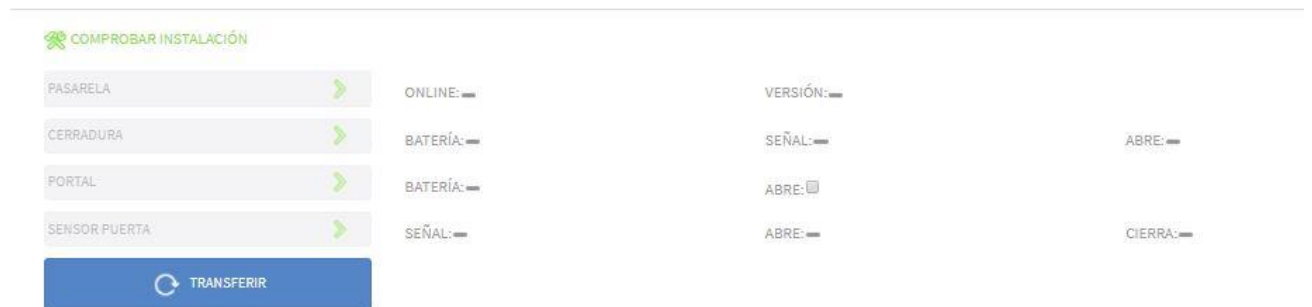 COMPROBAR INSTALACIÓN
PASARELA ONLINE: VERSIÓN:
CERRADURA BATERÍA: SEÑAL: ABRE:
PORTAL BATERÍA: ABRE:
SENSOR PUERTA SEÑAL: ABRE: CIERRA:
TRANSFERIR